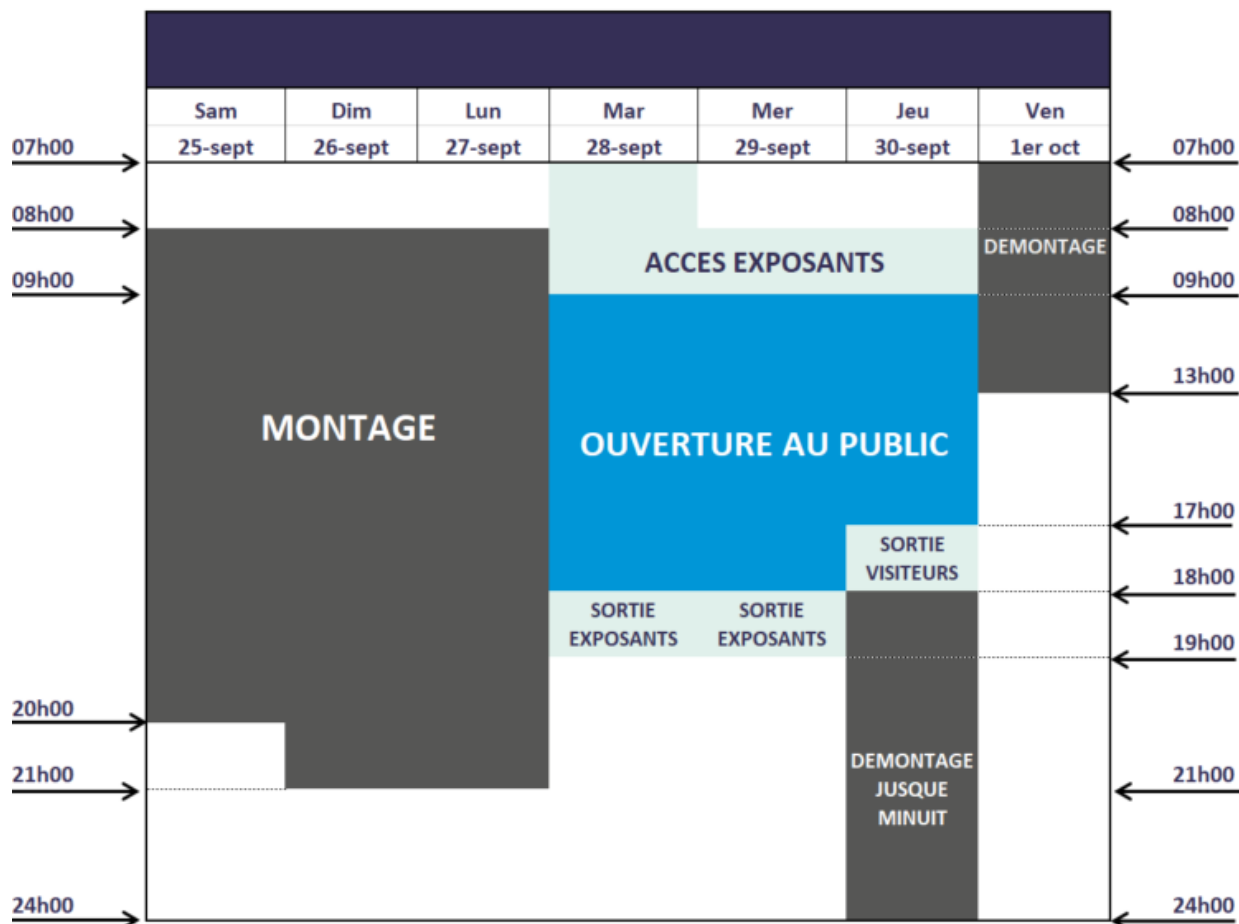 Sam Dim Lun Mar Mer Jeu Ven
07h00 25-sept 26-sept 27-sept 28-sept 29-sept 30-sept 1er oct 07h00
08h00 08h00
ACCES EXPOSANTS DEMONTAGE
09h00 09h00
13h00
MONTAGE OUVERTURE AU PUBLIC
17h00
SORTIE
VISITEURS
18h00
SORTIE SORTIE
EXPOSANTS EXPOSANTS
19h00
20h00
DEMONTAGE
21h00 JUSQUE 21h00
MINUIT
24h00 24h00